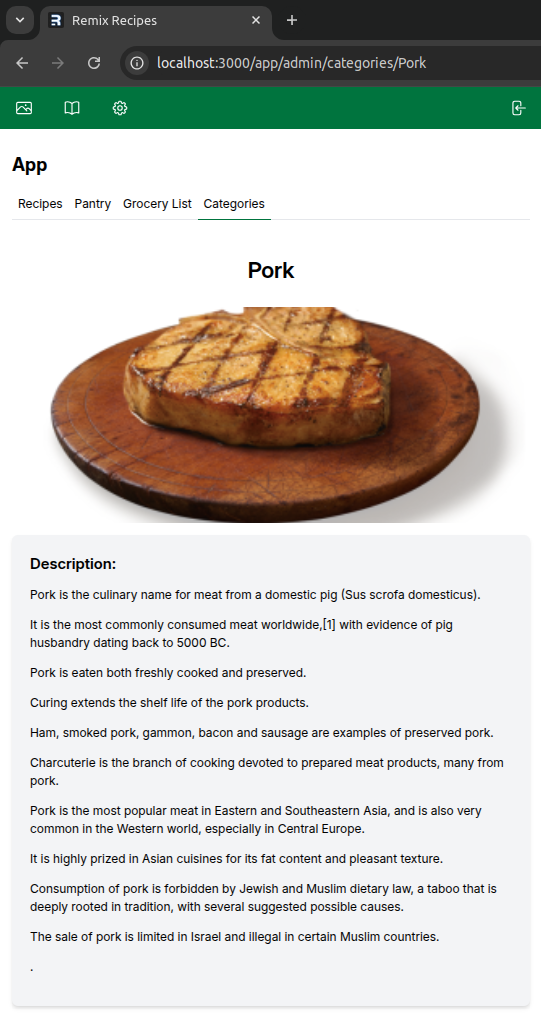 Remix Recipes
localhost:3000/app/admin/categories/Pork
App
Recipes Pantry Grocery List Categories
Pork
Description:
Pork is the culinary name for meat from a domestic pig (Sus scrofa domesticus).
It is the most commonly consumed meat worldwide,[1] with evidence of pig
husbandry dating back to 5000 BC.
Pork is eaten both freshly cooked and preserved.
Curing extends the shelf life of the pork products.
Ham, smoked pork, gammon, bacon and sausage are examples of preserved pork.
Charcuterie is the branch of cooking devoted to prepared meat products, many from
pork.
Pork is the most popular meat in Eastern and Southeastern Asia, and is also very
common in the Western world, especially in Central Europe.
It is highly prized in Asian cuisines for its fat content and pleasant texture.
Consumption of pork is forbidden by Jewish and Muslim dietary law, a taboo that is
deeply rooted in tradition, with several suggested possible causes.
The sale of pork is limited in Israel and illegal in certain Muslim countries.
.